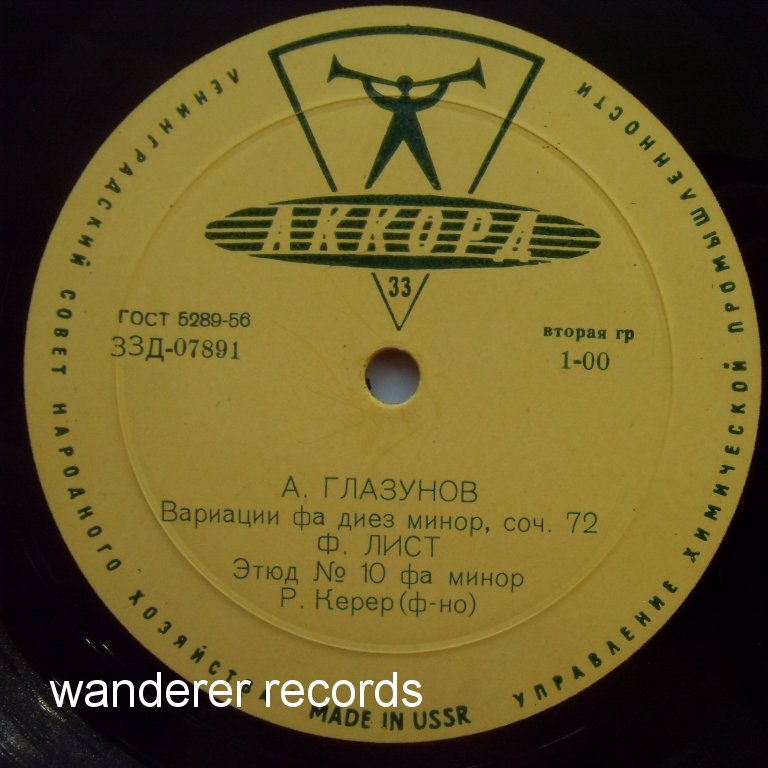 ЛЕНИНГРАДСКИЙ СОВЕТ НАРОДНОГО ХОЗЯЙСТВА
УПРАВЛЕНИЕ ХИМИЧЕСКОЙ ПРОМЫШЛЕННОСТИ
АККОРД
33
ГОСТ 5289-56
33Д-07891
вторая гр
1-00
А. ГЛАЗУНОВ
Вариации фа диез минор, соч. 72
Ф. ЛИСТ
Этюд № 10 фа минор
Р. Керер (ф-но)
wanderer records
MADE IN USSR